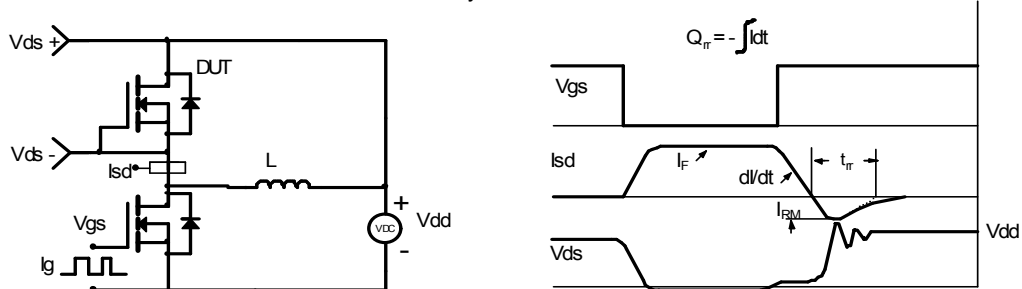 Vds +
DUT
Vds -
Isd
L
Vgs
Ig
VDC
+
-
Vdd
Qrr = - ∫Idt
Vgs
Isd
IF
dI/dt
trr
IRM
Vdd
Vds